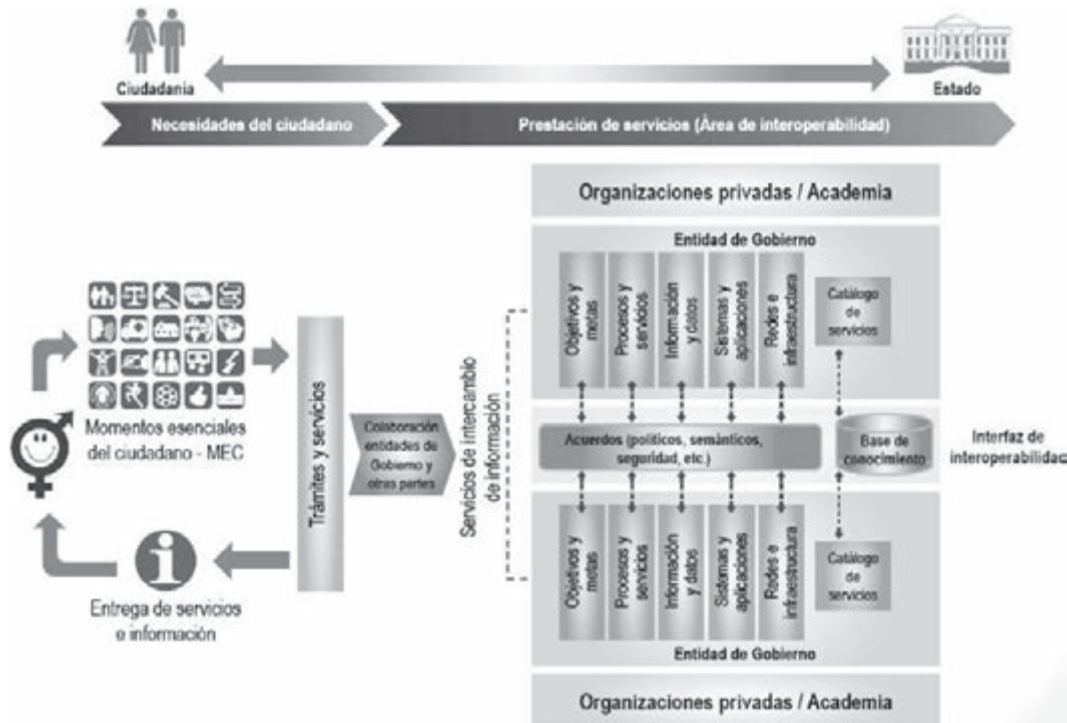 Ciudadania
Estado
Necesidades del ciudadano
Prestación de servicios (Área de interoperabilidad)
Organizaciones privadas / Academia
Entidad de Gobierno
Objetivos y
metas
Procesos y
servicios
Información
y datos
Sistemas y
aplicaciones
Redes e
infraestructura
Catálogo
de
servicios
Momentos esenciales
del ciudadano - MEC
Trámites y servicios
Colaboración
entidades de
Gobierno y
otras partes
Servicios de intercambio
de información
Acuerdos (políticos, semánticos,
seguridad, etc.)
Base de
conocimiento
Interfaz de
interoperabilidad
Entrega de servicios
e información
Objetivos y
metas
Procesos y
servicios
Información
y datos
Sistemas y
aplicaciones
Redes e
infraestructura
Catálogo
de
servicios
Entidad de Gobierno
Organizaciones privadas / Academia